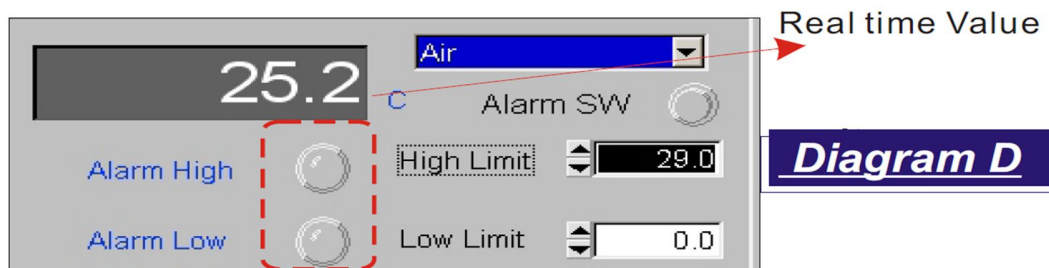 Real time Value
Air
25.2
C
Alarm SW
Alarm High
High Limit
29.0
Diagram D
Alarm Low
Low Limit
0.0